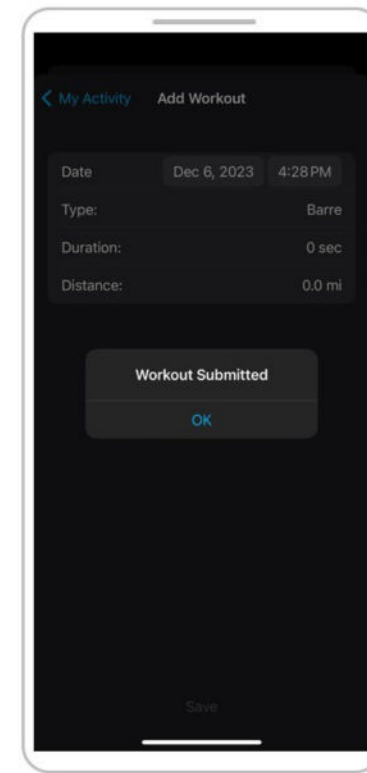 My Activity Add Workout
Date Dec 6, 2023 4:28 PM
Type: Barre
Duration: 0 sec
Distance: 0.0 mi
Workout Submitted
OK
Save